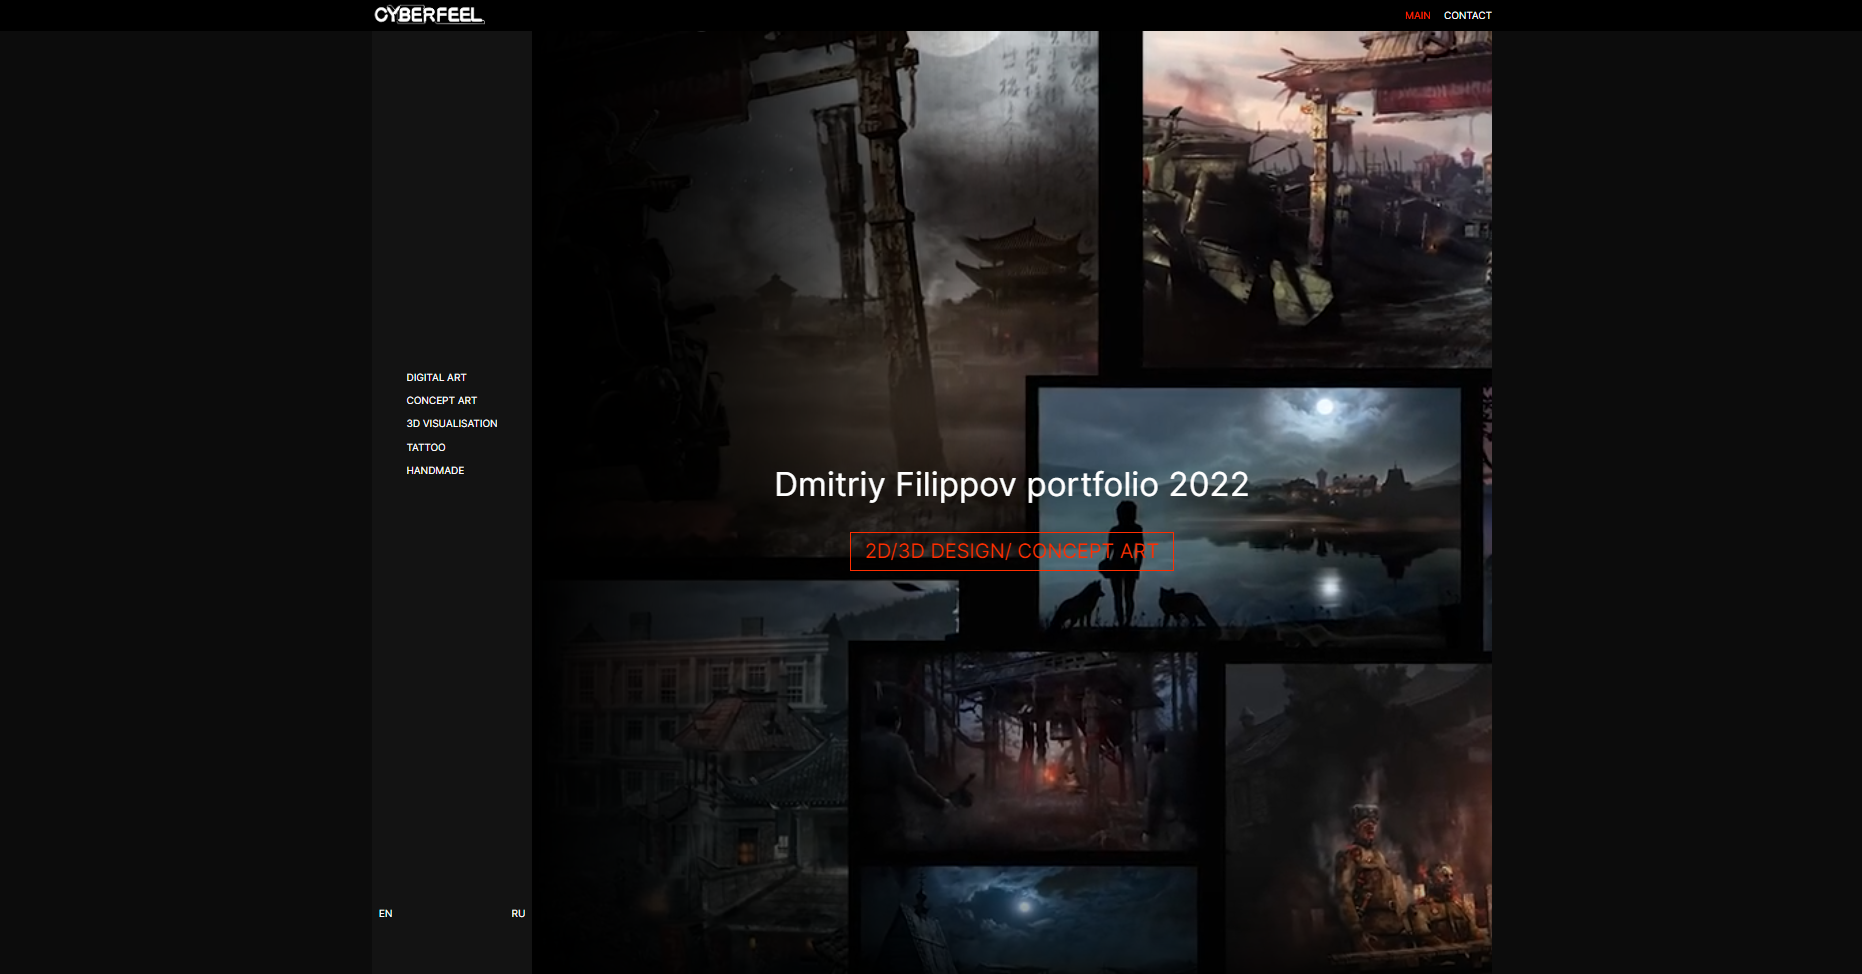 CYBERFEEL
MAIN
CONTACT
DIGITAL ART
CONCEPT ART
3D VISUALISATION
TATTOO
HANDMADE
Dmitriy Filippov portfolio 2022
2D/3D DESIGN/ CONCEPT ART
EN
RU